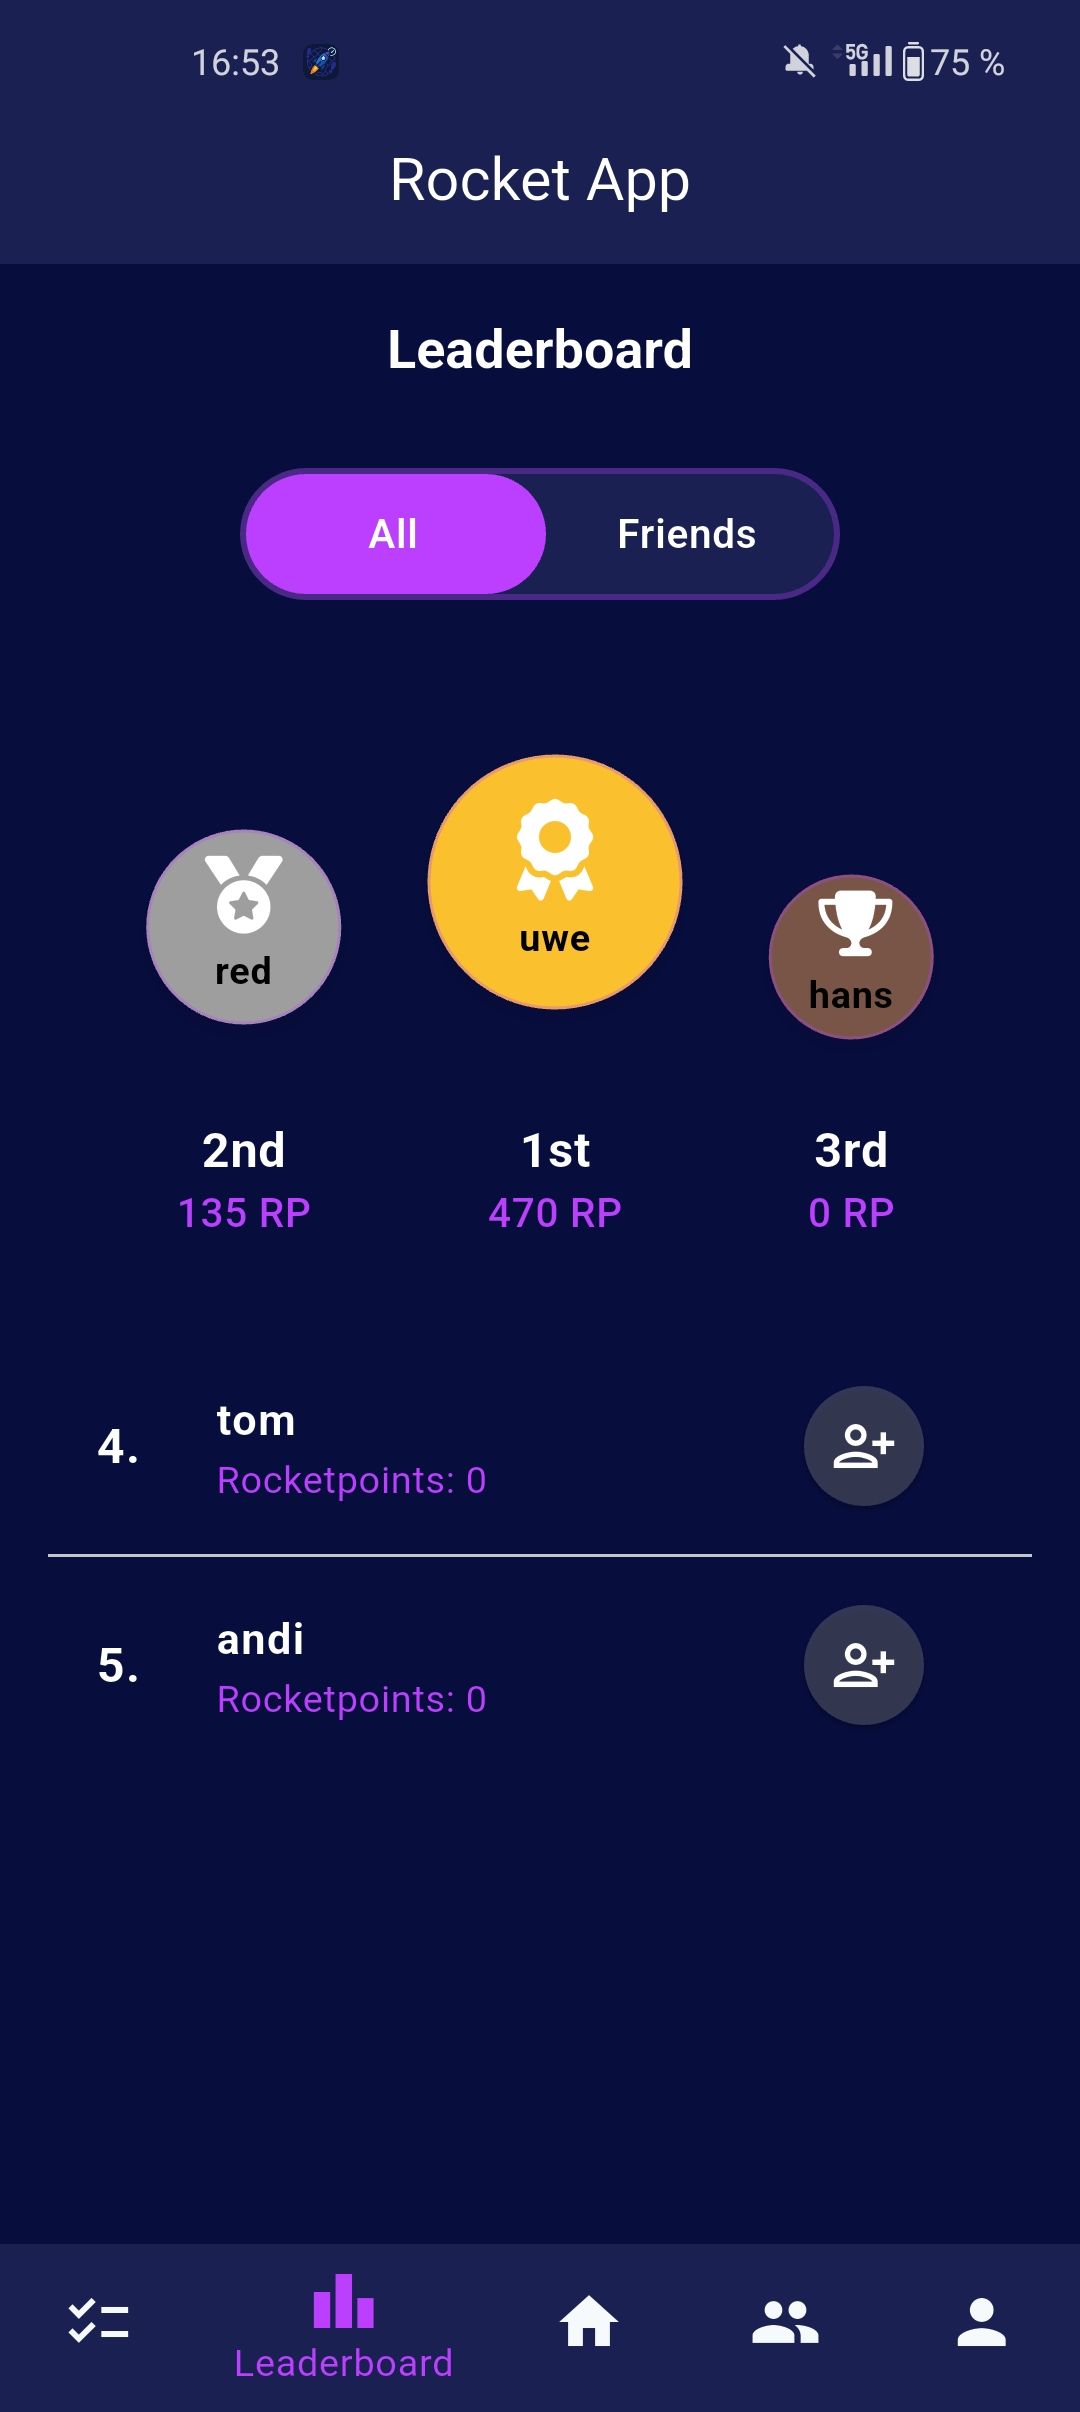 16:53
5G
75 %
Rocket App
Leaderboard
All
Friends
red
uwe
hans
2nd
1st
3rd
135 RP
470 RP
0 RP
4.
tom
Rocketpoints: 0
5.
andi
Rocketpoints: 0
Leaderboard